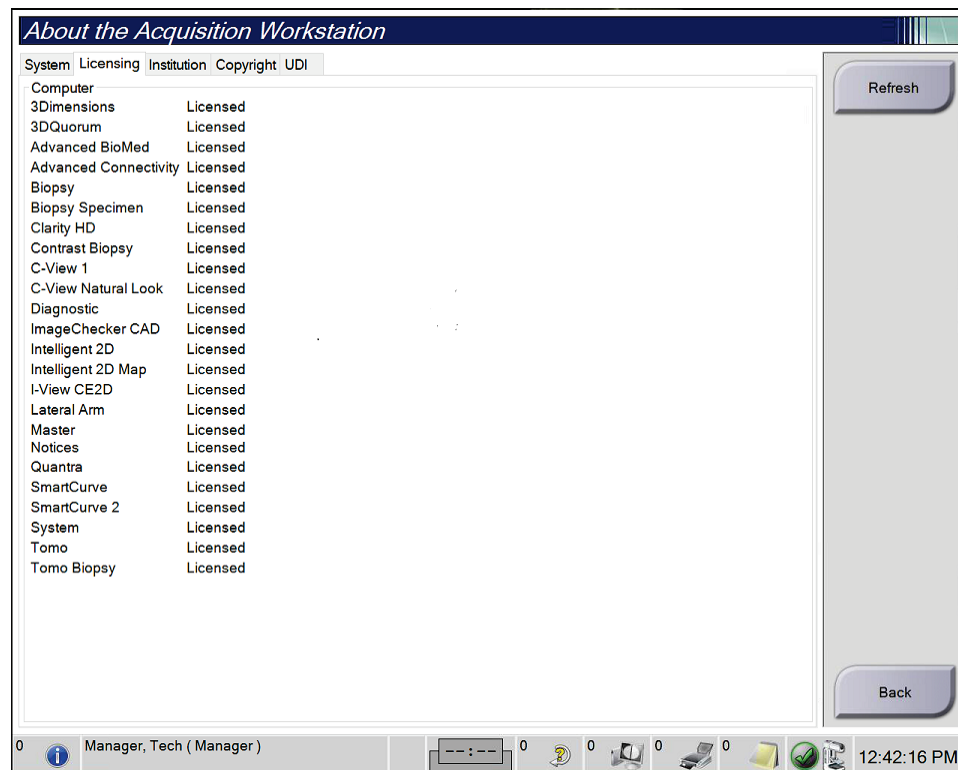 About the Acquisition Workstation
System Licensing Institution Copyright UDI
Refresh
Computer
3Dimensions Licensed
3DQuorum Licensed
Advanced BioMed Licensed
Advanced Connectivity Licensed
Biopsy Licensed
Biopsy Specimen Licensed
Clarity HD Licensed
Contrast Biopsy Licensed
C-View 1 Licensed
C-View Natural Look Licensed
Diagnostic Licensed
ImageChecker CAD Licensed
Intelligent 2D Licensed
Intelligent 2D Map Licensed
I-View CE2D Licensed
Lateral Arm Licensed
Master Licensed
Notices Licensed
Quantra Licensed
SmartCurve Licensed
SmartCurve 2 Licensed
System Licensed
Tomo Licensed
Tomo Biopsy Licensed
Back
0 Manager, Tech ( Manager ) --:-- 0 0 0 0 12:42:16 PM